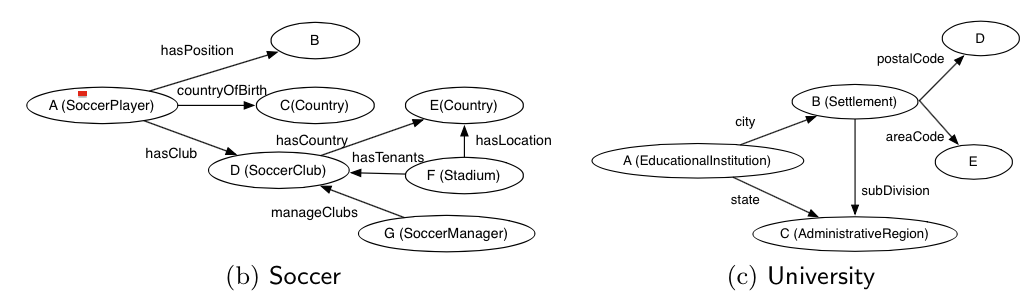 hasPosition
B
A (SoccerPlayer)
countryOfBirth
C(Country)
E(Country)
hasClub
hasCountry
hasTenants
hasLocation
D (SoccerClub)
F (Stadium)
manageClubs
G (SoccerManager)
(b) Soccer
D
postalCode
B (Settlement)
city
areaCode
A (EducationalInstitution)
E
state
subDivision
C (AdministrativeRegion)
(c) University